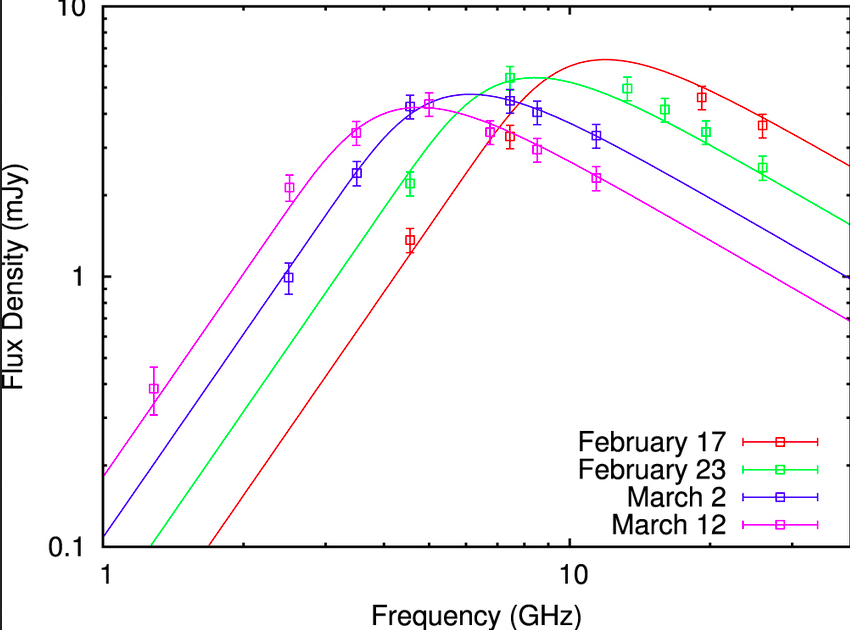 10
1
0.1
Flux Density (mJy)
February 17
February 23
March 2
March 12
1
10
Frequency (GHz)